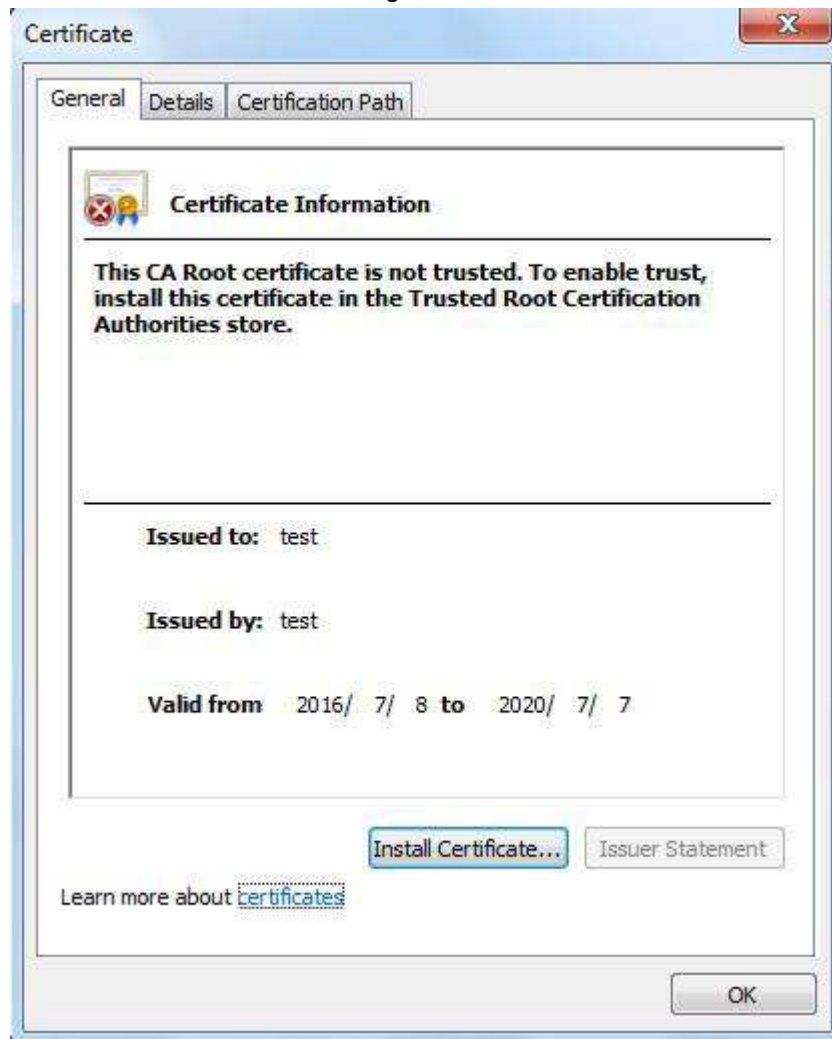 Certificate
General Details Certification Path
Certificate Information
This CA Root certificate is not trusted. To enable trust,
install this certificate in the Trusted Root Certification
Authorities store.
Issued to: test
Issued by: test
Valid from 2016/ 7/ 8 to 2020/ 7/ 7
Install Certificate... Issuer Statement
Learn more about certificates
OK